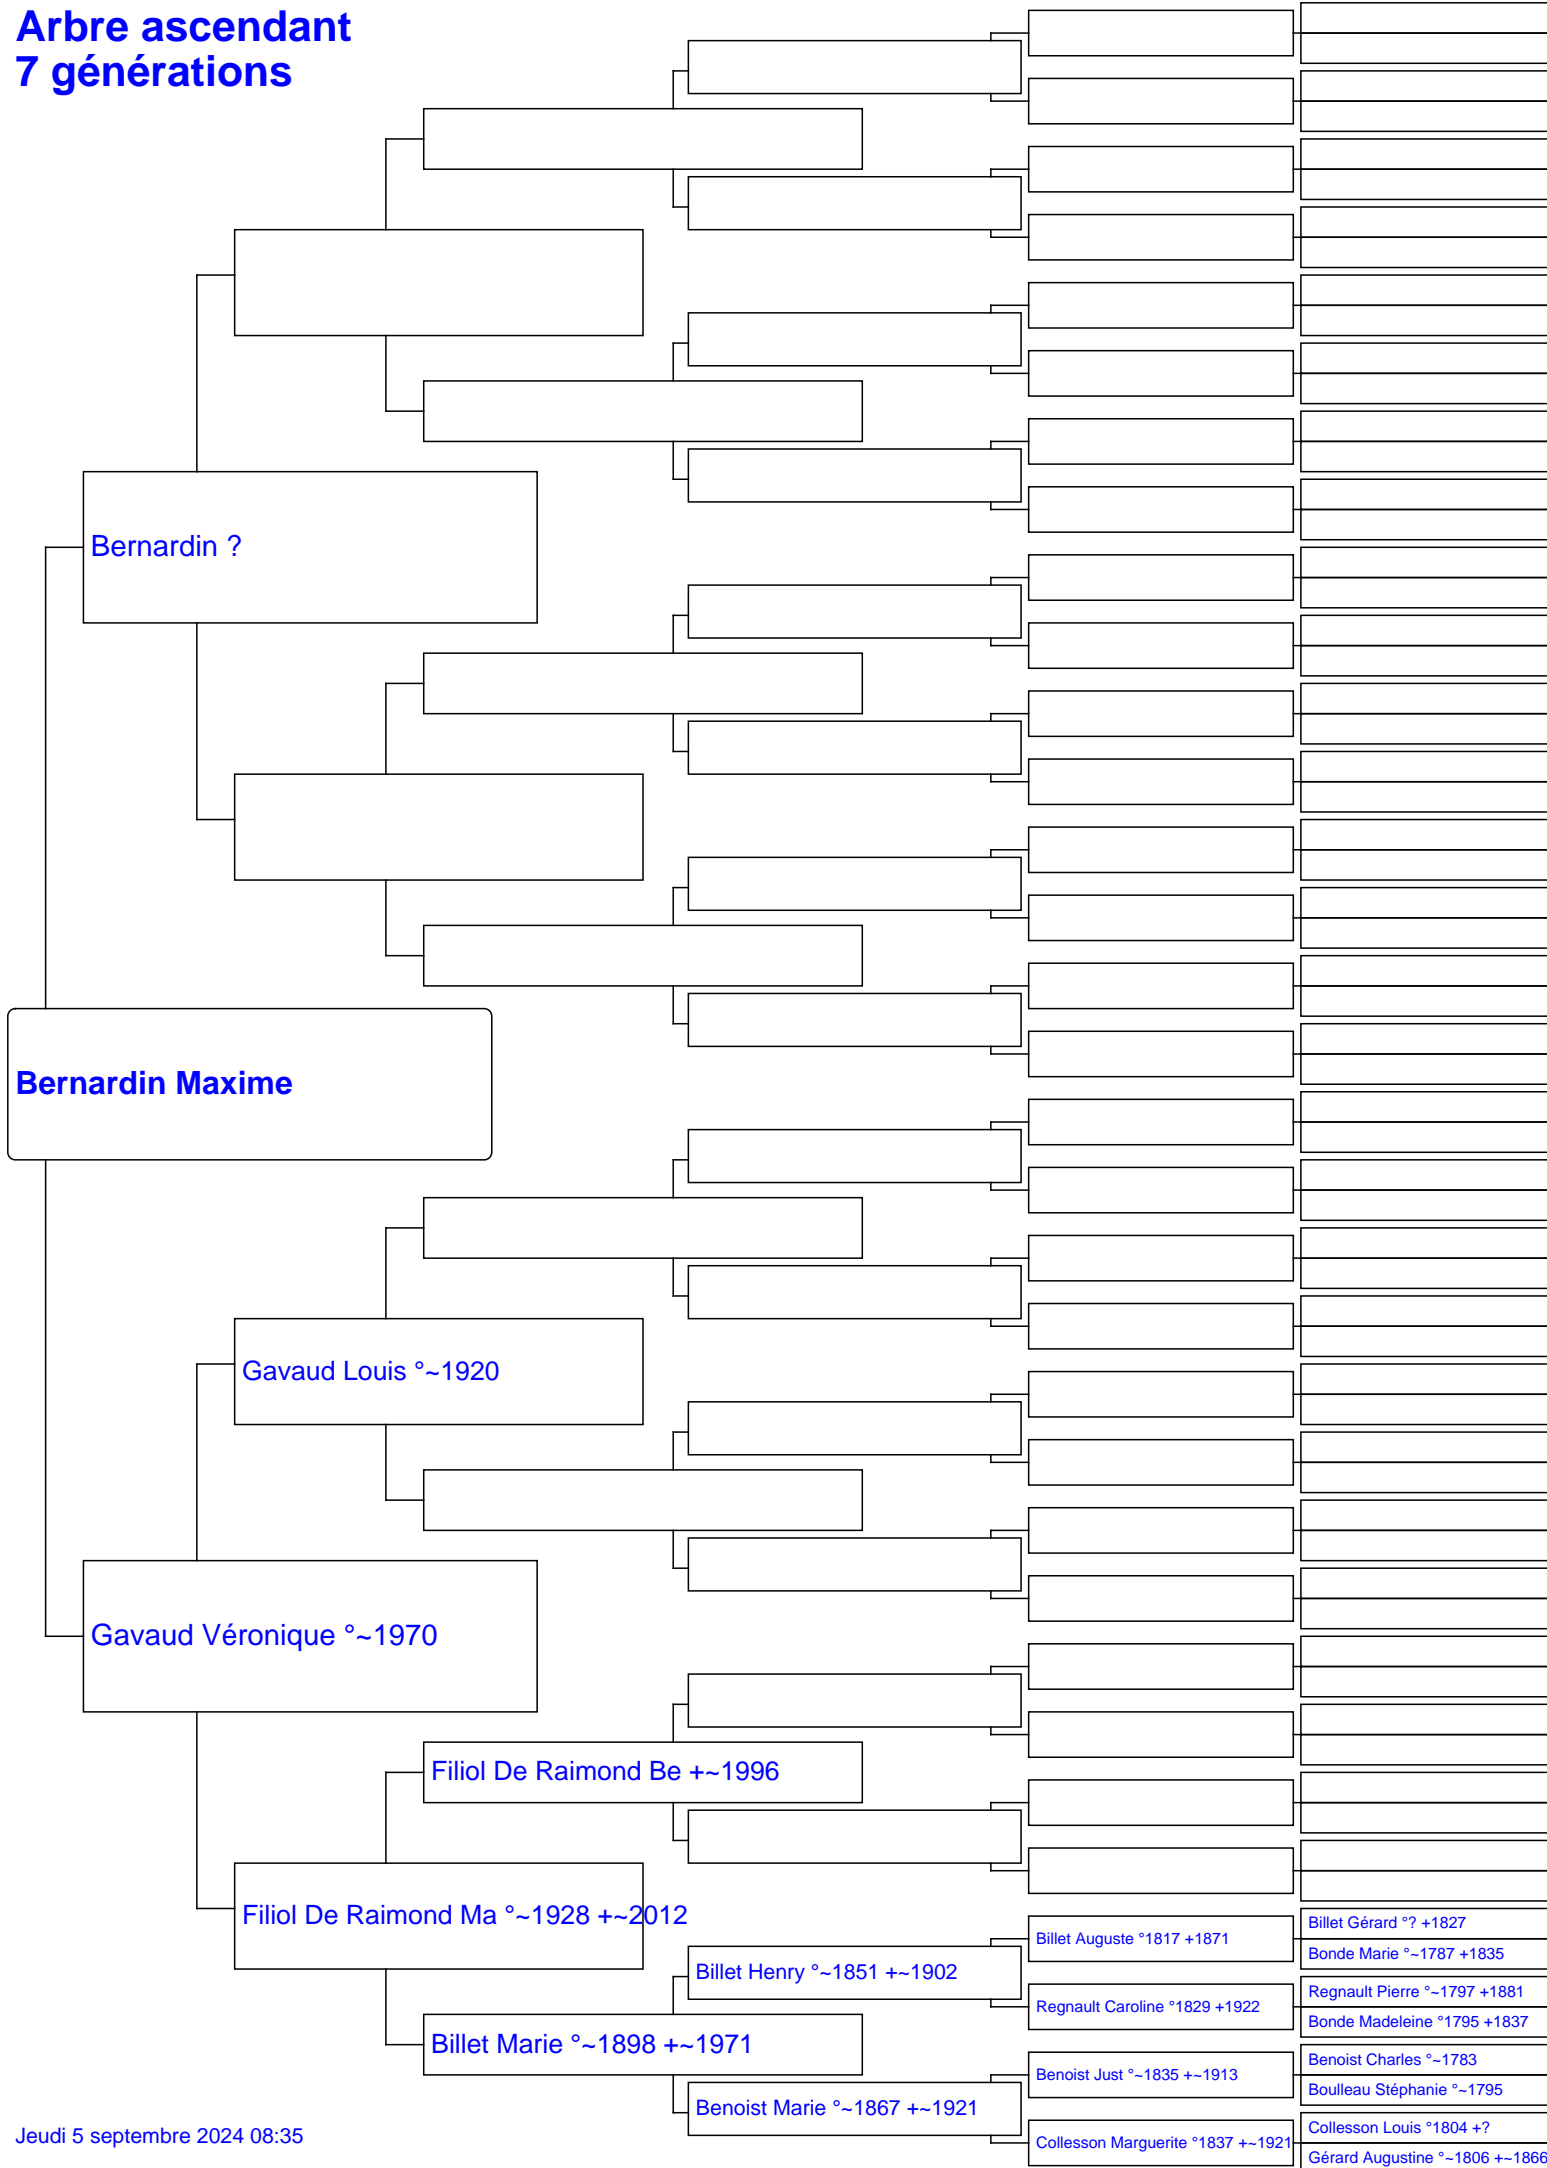 Arbre ascendant
7 générations
Bernardin ?
Bernardin Maxime
Gavaud Louis °~1920
Gavaud Véronique °~1970
Filiol De Raimond Be +~1996
Filiol De Raimond Ma °~1928 +~2012
Billet Marie °~1898 +~1971
Billet Henry °~1851 +~1902
Benoist Marie °~1867 +~1921
Billet Auguste °1817 +1871
Regnault Caroline °1829 +1922
Benoist Just °~1835 +~1913
Collesson Marguerite °1837 +~1921
Billet Gérard °? +1827
Bonde Marie °~1787 +1835
Regnault Pierre °~1797 +1881
Bonde Madeleine °1795 +1837
Benoist Charles °~1783
Boulleau Stéphanie °~1795
Collesson Louis °1804 +?
Gérard Augustine °~1806 +~1866
Jeudi 5 septembre 2024 08:35